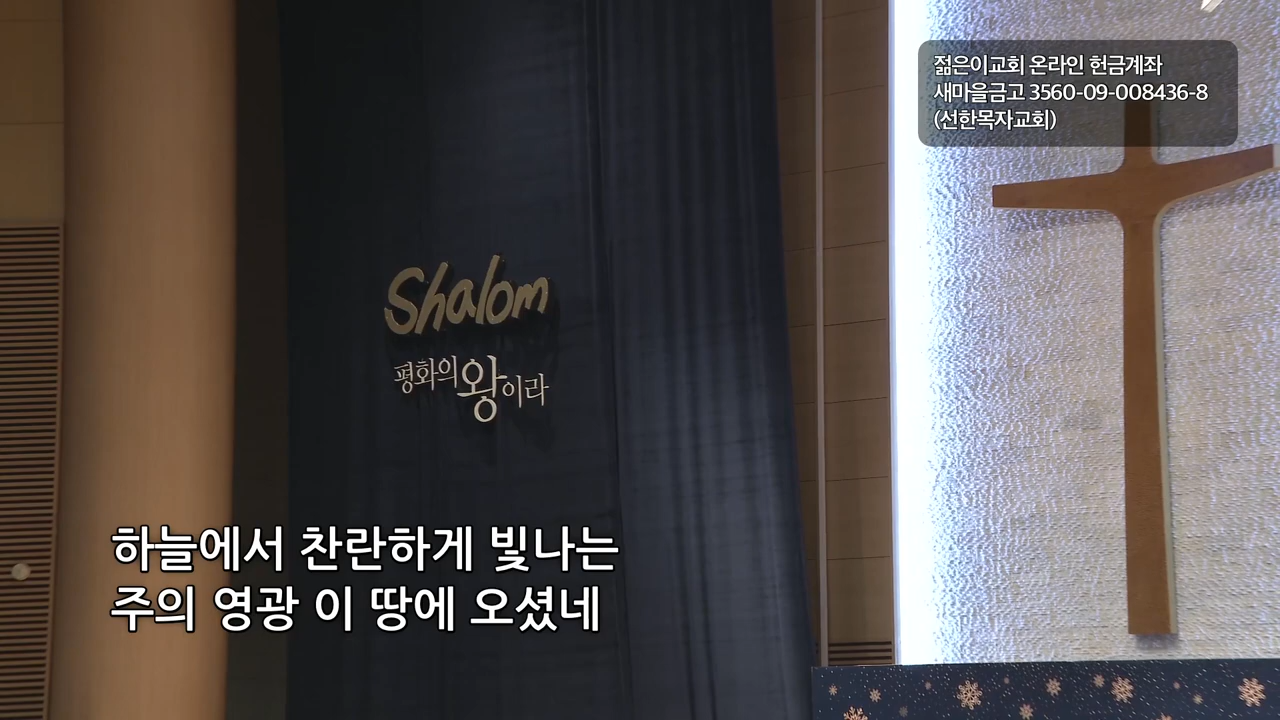 젊은이교회 온라인 헌금계좌
새마을금고 3560-09-008436-8
(선한목자교회)
Shalom
평화의왕이라
하늘에서 찬란하게 빛나는
주의 영광 이 땅에 오셨네